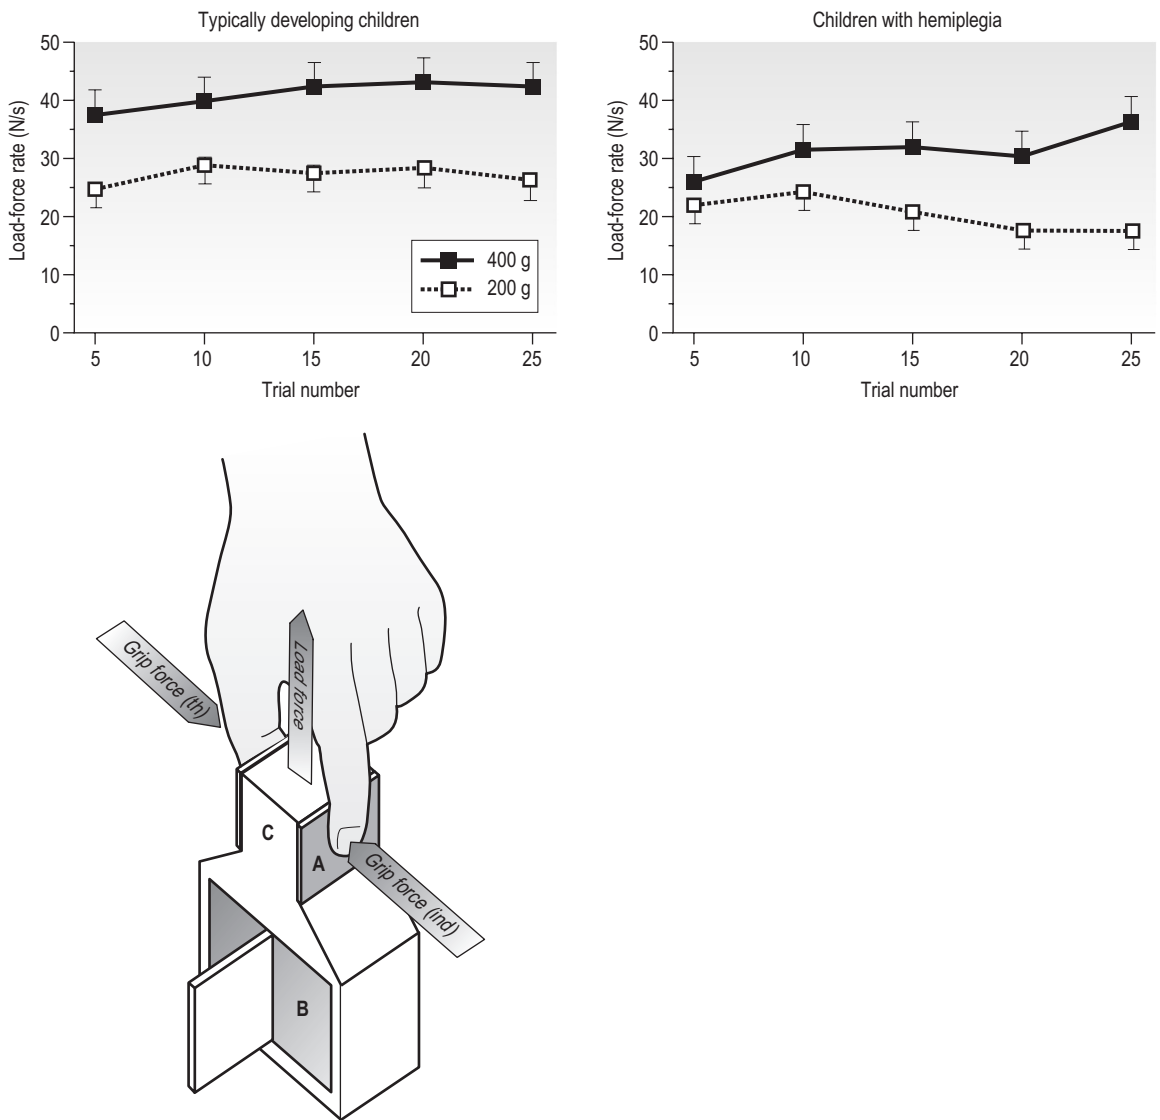 Typically developing children
Load-force rate (N/s)
50
40
30
20
10
0
400 g
200 g
5 10 15 20 25
Trial number
Children with hemiplegia
Load-force rate (N/s)
50
40
30
20
10
0
5 10 15 20 25
Trial number
Grip force (th)
Load force
C
A
Grip force (ind)
B